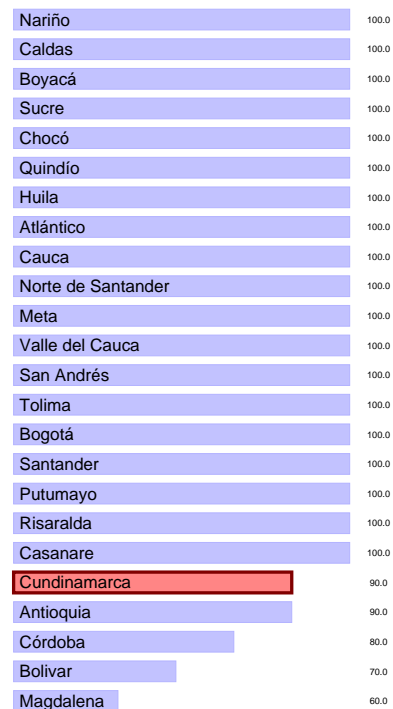 Nariño 100.0
Caldas 100.0
Boyacá 100.0
Sucre 100.0
Chocó 100.0
Quindío 100.0
Huila 100.0
Atlántico 100.0
Cauca 100.0
Norte de Santander 100.0
Meta 100.0
Valle del Cauca 100.0
San Andrés 100.0
Tolima 100.0
Bogotá 100.0
Santander 100.0
Putumayo 100.0
Risaralda 100.0
Casanare 100.0
Cundinamarca 90.0
Antioquia 90.0
Córdoba 80.0
Bolivar 70.0
Magdalena 60.0